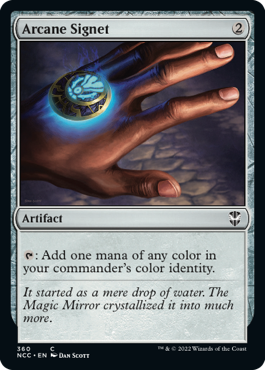 Arcane Signet 2
Artifact
: Add one mana of any color in
your commander's color identity.
It started as a mere drop of water. The
Magic Mirror crystallized it into much
more.
360 C
NCC • EN DAN SCOTT
™ & © 2022 Wizards of the Coast